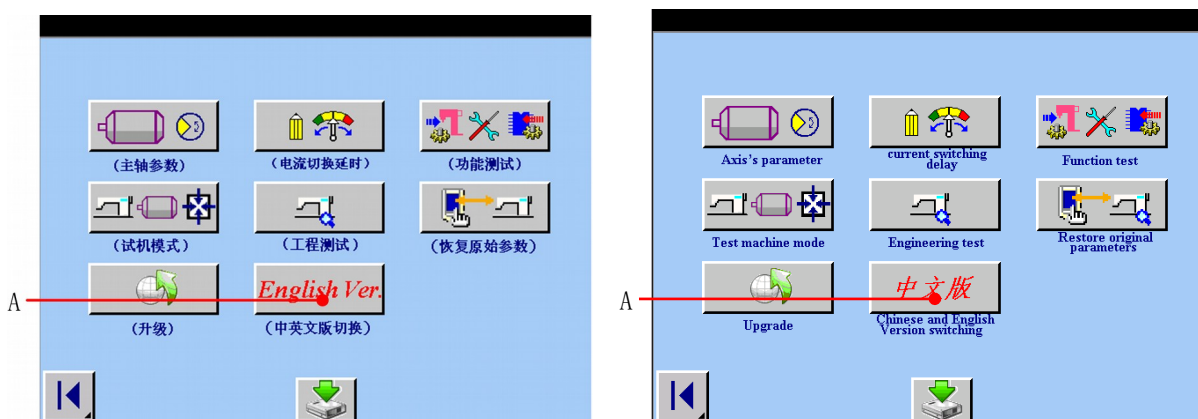 (主轴参数)
(电流切换延时)
(功能测试)
(试机模式)
(工程测试)
(恢复原始参数)
A
English Ver.
(升级)
(中英文版切换)
Axis's parameter
current switching
delay
Function test
Test machine mode
Engineering test
Restore original
parameters
A
中文版
Upgrade
Chinese and English
Version switching